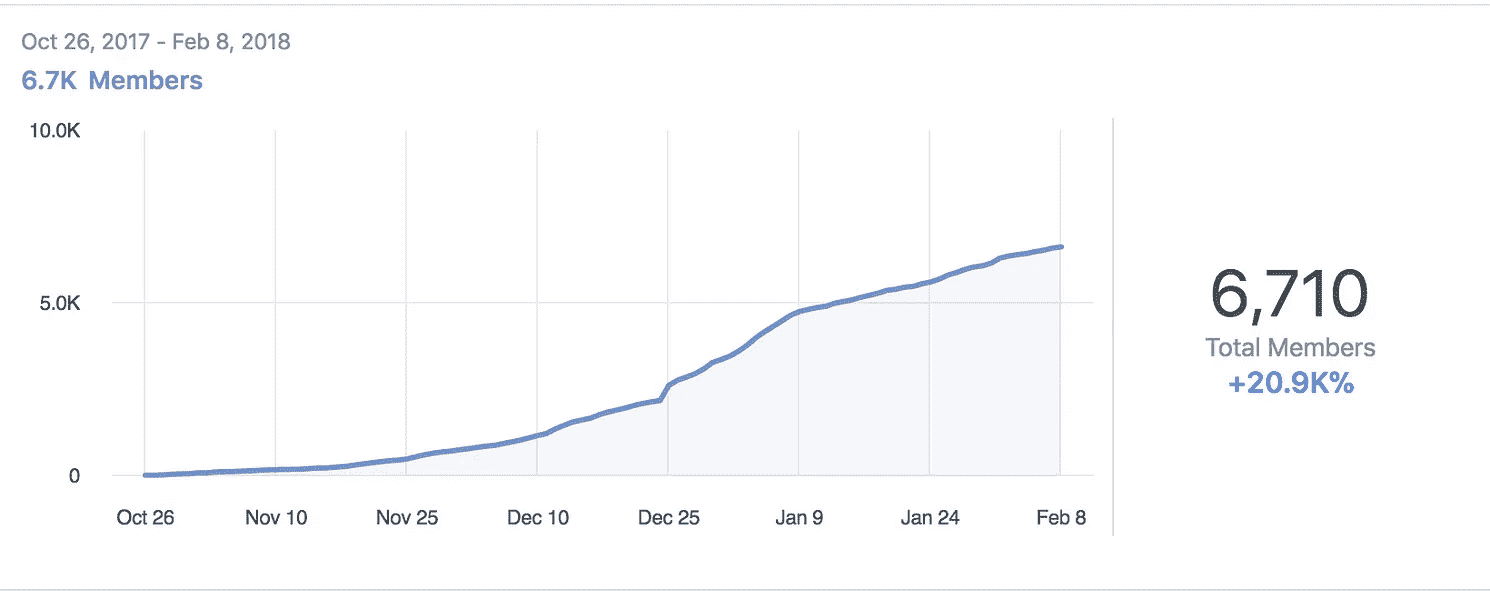 Oct 26, 2017 - Feb 8, 2018
6.7K Members
10.0K
5.0K
0
Oct 26 Nov 10 Nov 25 Dec 10 Dec 25 Jan 9 Jan 24 Feb 8
6,710
Total Members
+20.9K%